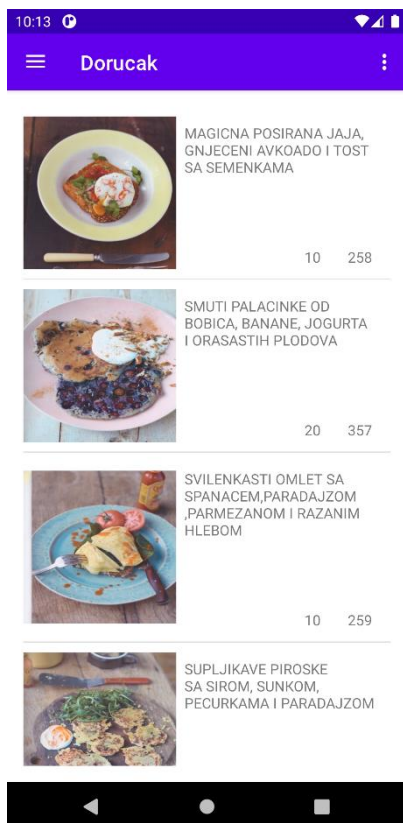 10:13
Dorucak
MAGICNA POSIRANA JAJA,
GNJECENI AVKOADO I TOST
SA SEMENKAMA
10 258
SMUTI PALACINKE OD
BOBICA, BANANE, JOGURTA
I ORASASTIH PLODOVA
20 357
SVILENKASTI OMLET SA
SPANACEM,PARADAJZOM
,PARMEZANOM I RAZANIM
HLEBOM
10 259
SUPLJIKAVE PIROSKE
SA SIROM, SUNKOM,
PECURKAMA I PARADAJZOM